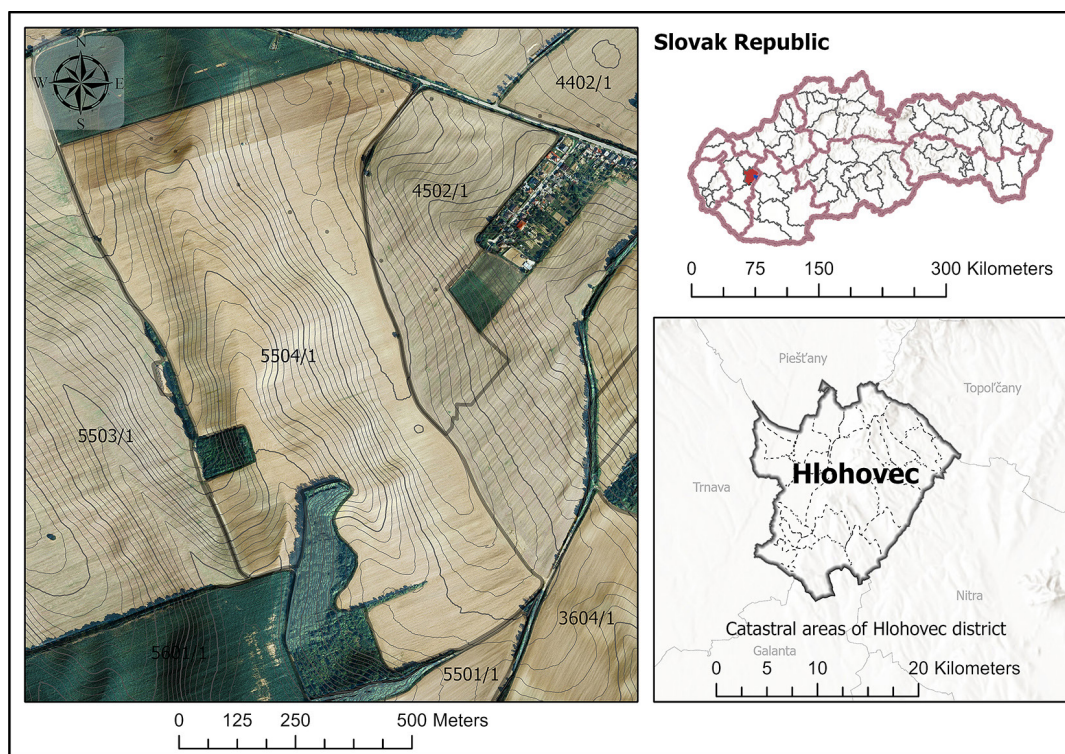 N
W E
S
4402/1
4502/1
5504/1
5503/1
3604/1
5601/1
5501/1
0 125 250 500 Meters
Slovak Republic
0 75 150 300 Kilometers
Piešťany
Topoľčany
Hlohovec
Trnava
Nitra
Catastral areas of Hlohovec district
Galanta
0 5 10 20 Kilometers